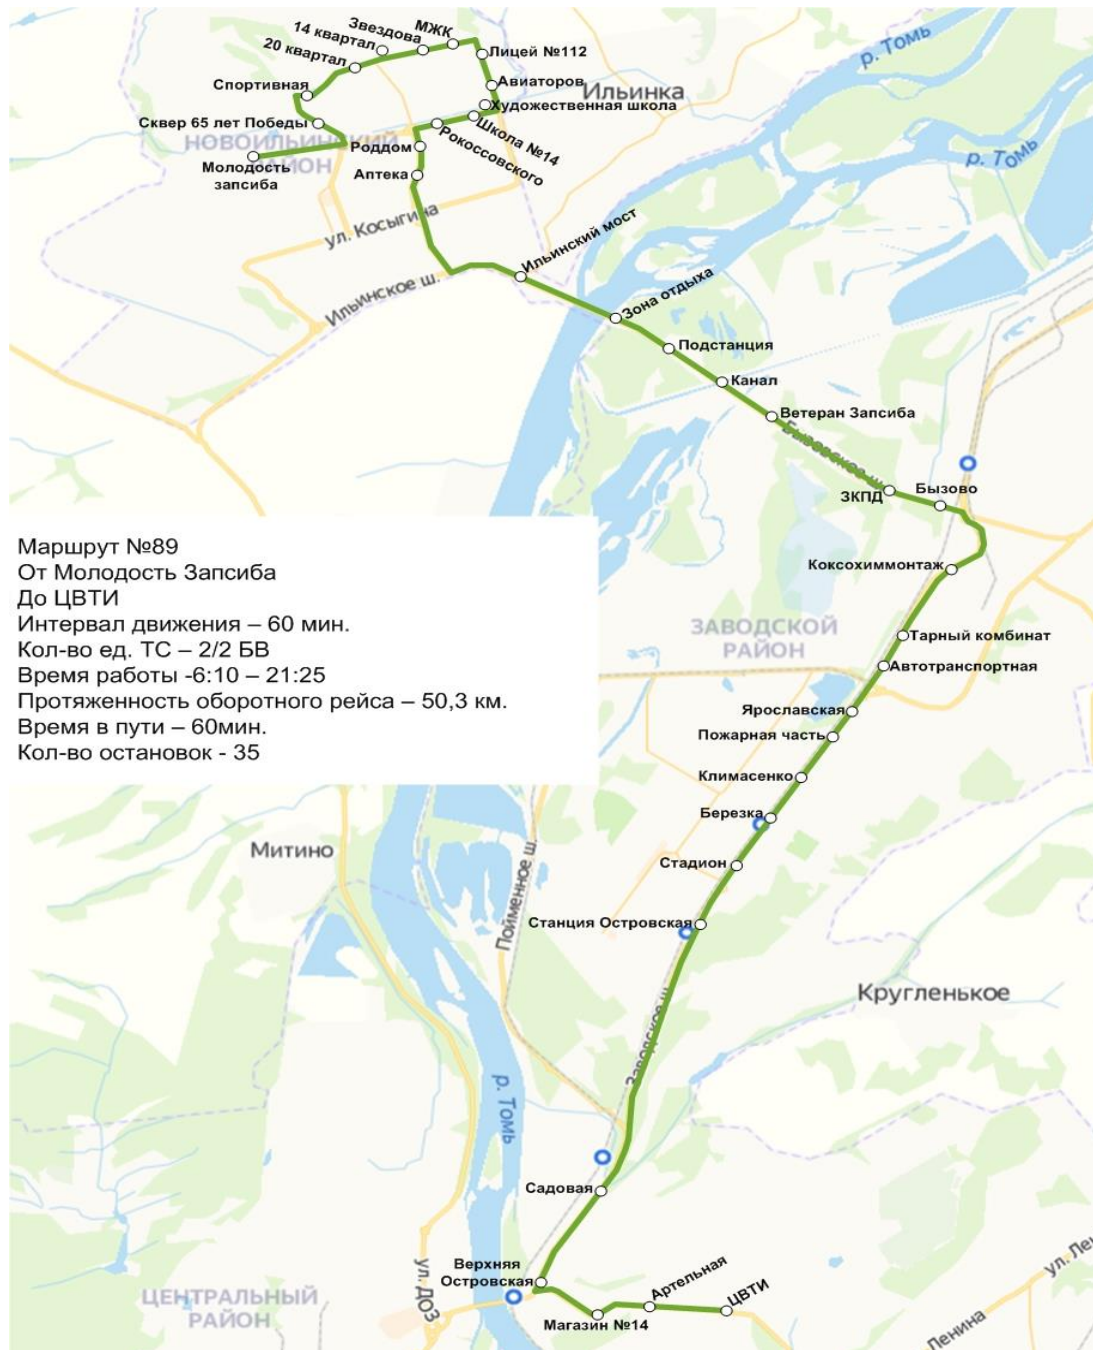 Звездова
МЖК
14 квартал
20 квартал
Лицей №112
Спортивная
Авиаторов
Ильинка
р. Томь
Художественная школа
Сквер 65 лет Победы
НОВОИЛЬИНСКИЙ
РАЙОН
Школа №14
Рокоссовского
Роддом
Молодость
запсиба
Аптека
р. Томь
ул. Косыгина
Ильинский мост
Ильинское ш.
Зона отдыха
Подстанция
Канал
Ветеран Запсиба
Бызовское ш.
ЗКПД
Бызово
Коксохиммонтаж
Маршрут №89
От Молодость Запсиба
До ЦВТИ
Интервал движения – 60 мин.
Кол-во ед. ТС – 2/2 БВ
Время работы -6:10 – 21:25
Протяженность оборотного рейса – 50,3 км.
Время в пути – 60мин.
Кол-во остановок - 35
ЗАВОДСКОЙ
РАЙОН
Тарный комбинат
Автотранспортная
Ярославская
Пожарная часть
Климасенко
Березка
Митино
Стадион
Пойменное ш.
Станция Островская
Кругленькое
Заводское ш.
р. Томь
Садовая
Верхняя
Островская
ул. ДОЗ
Артельная
ЦВТИ
Магазин №14
ЦЕНТРАЛЬНЫЙ
РАЙОН
ул. Лен
Ленина